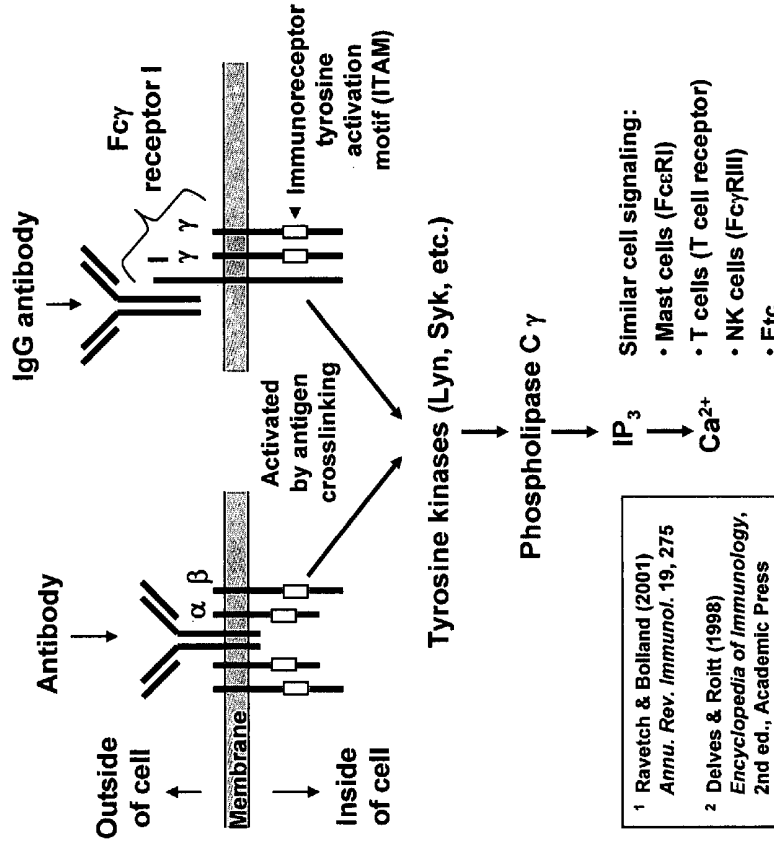 Antibody
Outside
of cell
Membrane
Inside
of cell
α
β
IgG antibody
Fcγ
receptor I
I
γ
γ
Immunoreceptor
tyrosine
activation
motif (ITAM)
Activated
by antigen
crosslinking
Tyrosine kinases (Lyn, Syk, etc.)
Phospholipase C γ
IP3
Ca2+
Similar cell signaling:
• Mast cells (FcεRI)
• T cells (T cell receptor)
• NK cells (FcγRIII)
• Etc
1 Ravetch & Bolland (2001)
Annu. Rev. Immunol. 19, 275
2 Delves & Roitt (1998)
Encyclopedia of Immunology,
2nd ed., Academic Press